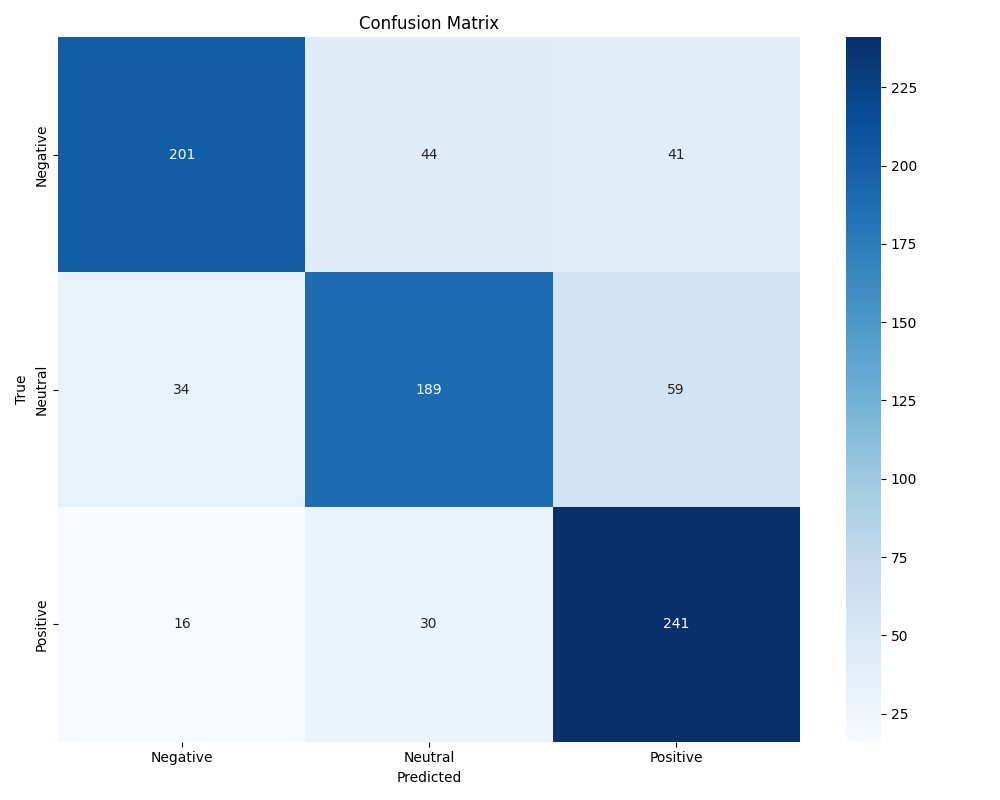 Confusion Matrix
Negative
201
44
41
225
200
175
True
Neutral
34
189
59
150
125
100
Positive
16
30
241
75
50
25
Negative
Neutral
Positive
Predicted